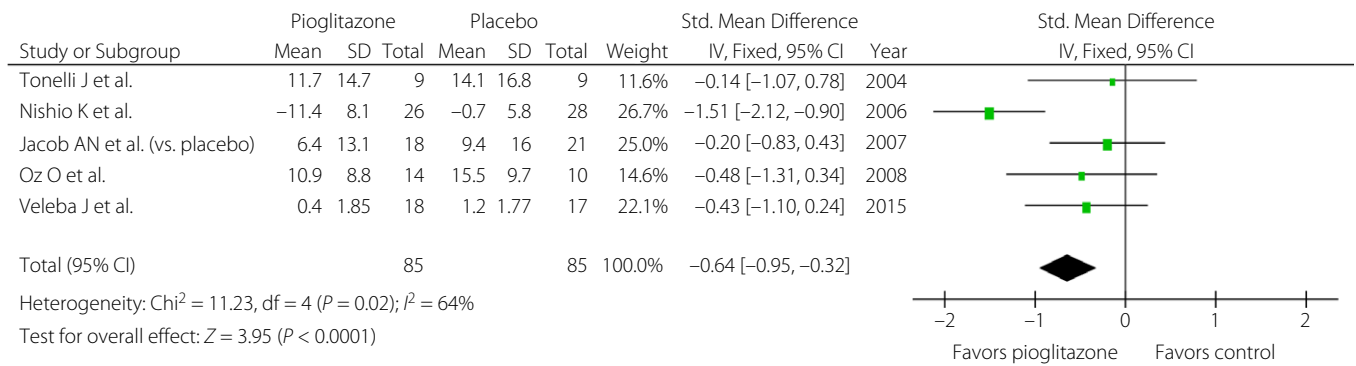 Pioglitazone Placebo Std. Mean Difference Std. Mean Difference
Study or Subgroup Mean SD Total Mean SD Total Weight IV, Fixed, 95% CI Year IV, Fixed, 95% CI
Tonelli J et al. 11.7 14.7 9 14.1 16.8 9 11.6% –0.14 [–1.07, 0.78] 2004
Nishio K et al. –11.4 8.1 26 –0.7 5.8 28 26.7% –1.51 [–2.12, –0.90] 2006
Jacob AN et al. (vs. placebo) 6.4 13.1 18 9.4 16 21 25.0% –0.20 [–0.83, 0.43] 2007
Oz O et al. 10.9 8.8 14 15.5 9.7 10 14.6% –0.48 [–1.31, 0.34] 2008
Veleba J et al. 0.4 1.85 18 1.2 1.77 17 22.1% –0.43 [–1.10, 0.24] 2015
Total (95% CI) 85 85 100.0% –0.64 [–0.95, –0.32]
Heterogeneity: Chi² = 11.23, df = 4 (P = 0.02); I² = 64%
Test for overall effect: Z = 3.95 (P < 0.0001)
–2 –1 0 1 2
Favors pioglitazone Favors control